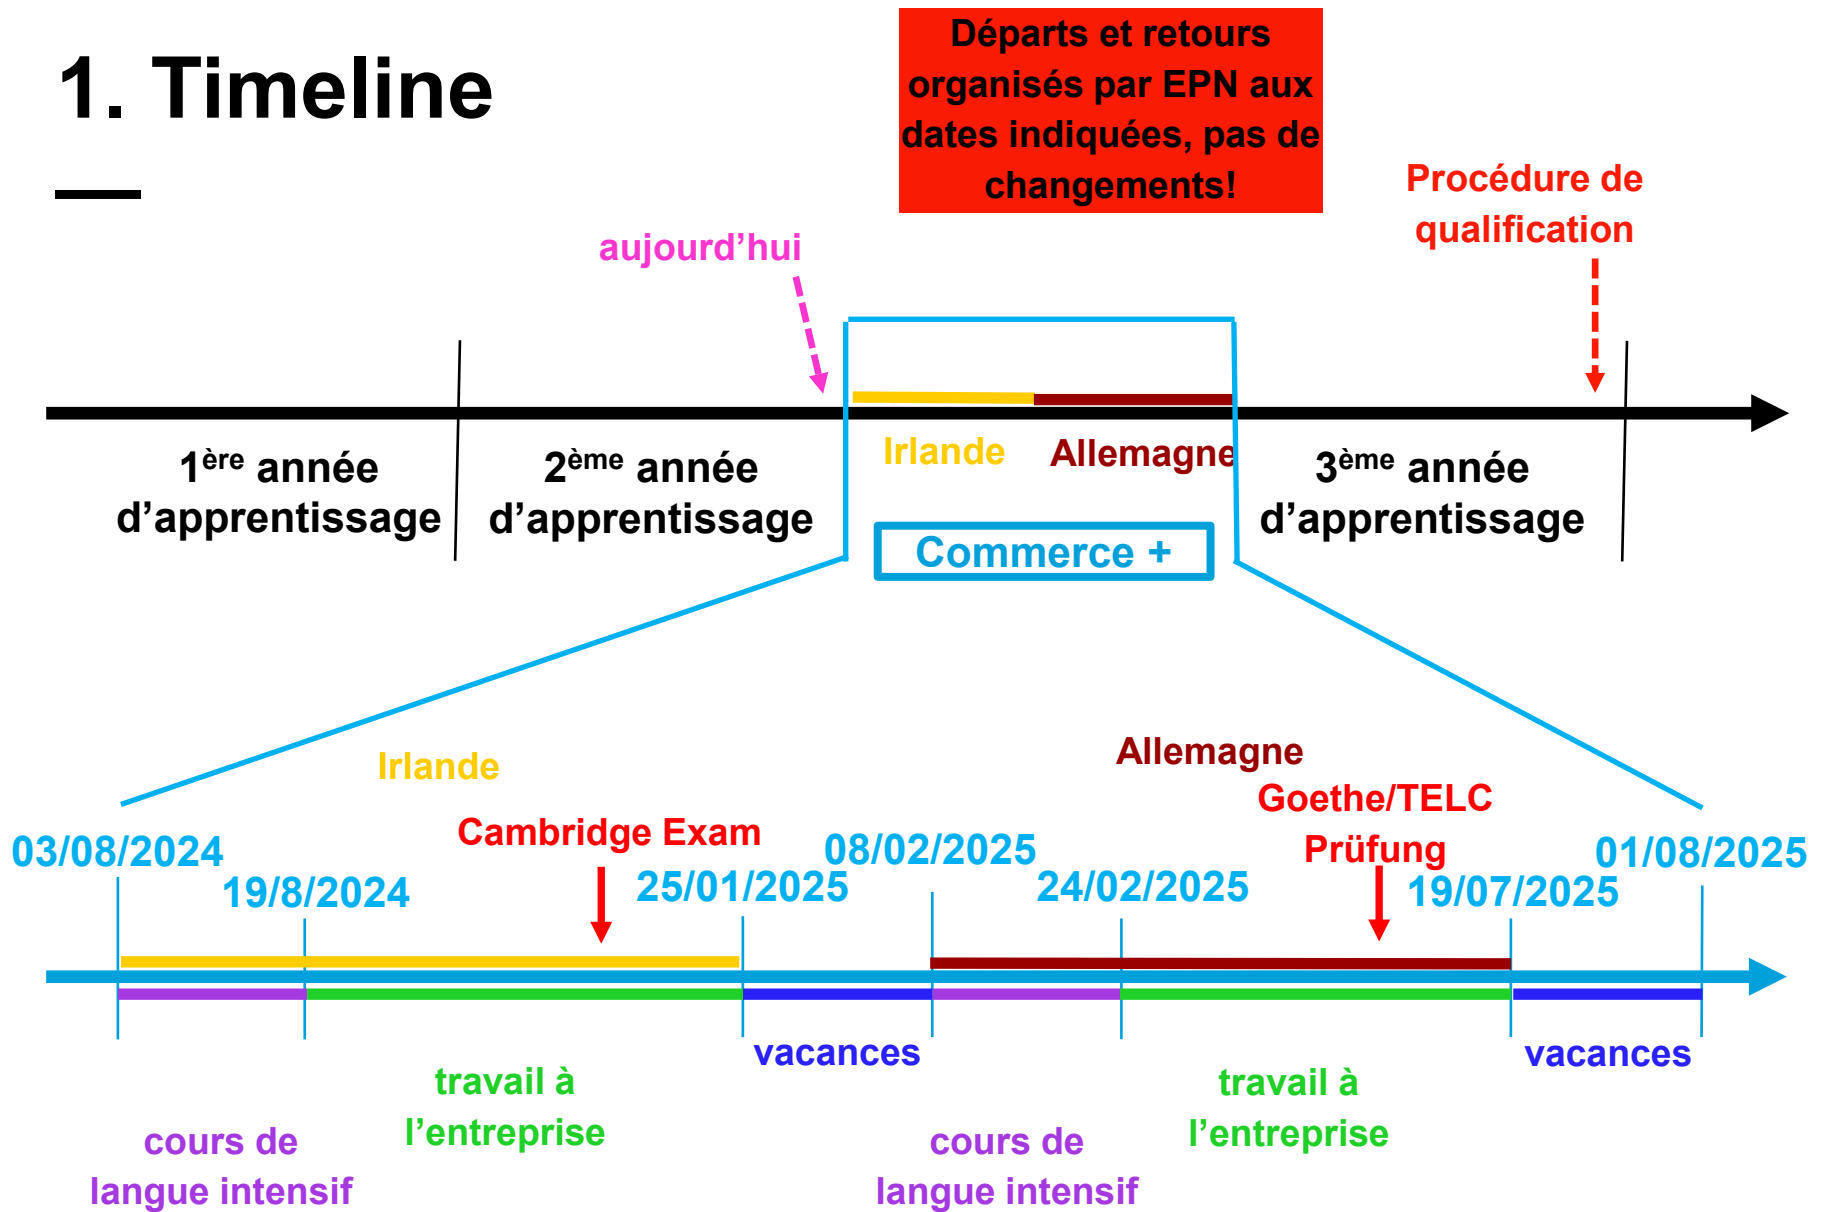 1. Timeline
Départs et retours
organisés par EPN aux
dates indiquées, pas de
changements!
Procédure de
qualification
aujourd’hui
1ère année
d’apprentissage
2ème année
d’apprentissage
Irlande
Allemagne
3ème année
d’apprentissage
Commerce +
Irlande
Allemagne
Cambridge Exam
Goethe/TELC
Prüfung
03/08/2024
19/8/2024
25/01/2025
08/02/2025
24/02/2025
19/07/2025
01/08/2025
cours de
langue intensif
travail à
l’entreprise
vacances
cours de
langue intensif
travail à
l’entreprise
vacances